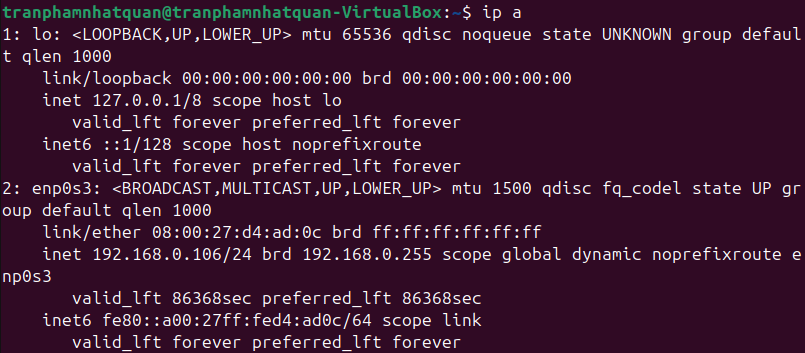 tranphamnhatquan@tranphamnhatquan-VirtualBox:~$ ip a
1: lo: <LOOPBACK,UP,LOWER_UP> mtu 65536 qdisc noqueue state UNKNOWN group defaul
t qlen 1000
    link/loopback 00:00:00:00:00:00 brd 00:00:00:00:00:00
    inet 127.0.0.1/8 scope host lo
       valid_lft forever preferred_lft forever
    inet6 ::1/128 scope host noprefixroute
       valid_lft forever preferred_lft forever
2: enp0s3: <BROADCAST,MULTICAST,UP,LOWER_UP> mtu 1500 qdisc fq_codel state UP gr
oup default qlen 1000
    link/ether 08:00:27:d4:ad:0c brd ff:ff:ff:ff:ff:ff
    inet 192.168.0.106/24 brd 192.168.0.255 scope global dynamic noprefixroute e
np0s3
       valid_lft 86368sec preferred_lft 86368sec
    inet6 fe80::a00:27ff:fed4:ad0c/64 scope link
       valid_lft forever preferred_lft forever